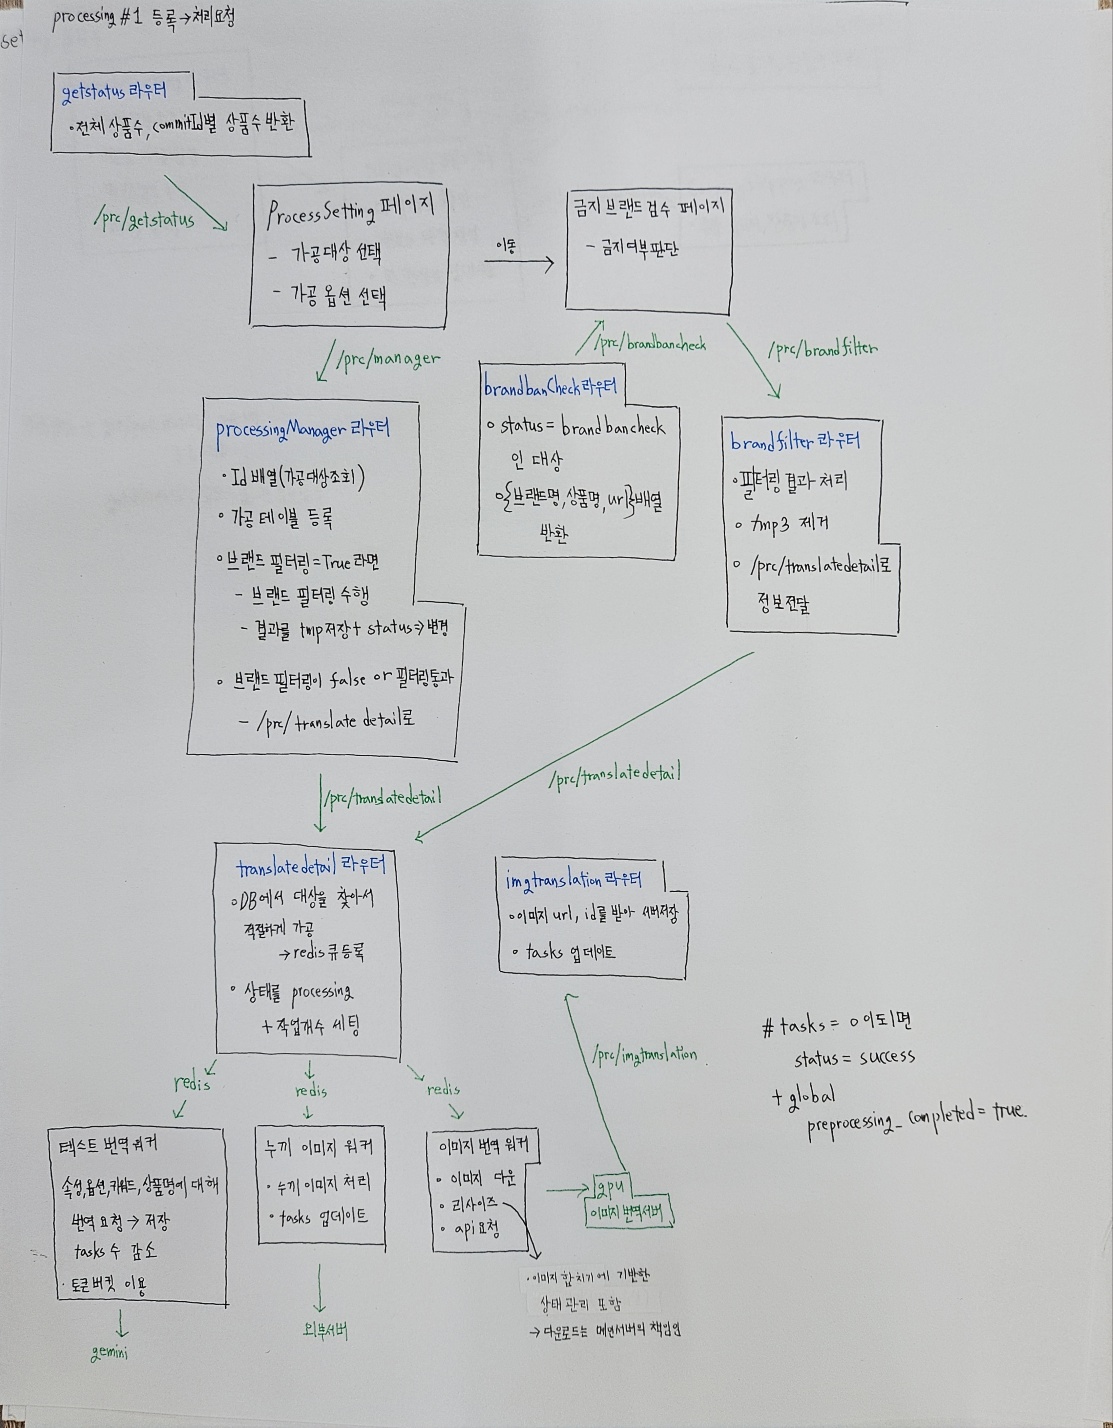 processing #1 등록→처리요청
set
getstatus 라우터
• 전체 상품수, commitId별 상품수 반환
/prc/getstatus
ProcessSetting 페이지
- 가공대상 선택
- 가공 옵션 선택
이동
금지 브랜드 검수 페이지
- 금지여부판단
/prc/manager
/prc/brandbancheck
/prc/brandfilter
processingManager 라우터
• Id 배열(가공대상조회)
• 가공 테이블 등록
• 브랜드 필터링=True라면
- 브랜드 필터링 수행
- 결과를 tmp저장 + status⇒변경
• 브랜드 필터링이 false or 필터링통과
- /prc/translate detail로
brandbanCheck라우터
• status = brandbancheck
인 대상
•{브랜드명,상품명,url}배열
반환
brandfilter 라우터
• 필터링 결과 처리
• tmp3 제거
• /prc/translatedetail로
정보전달
/prc/translatedetail
/prc/translatedetail
translatedetail 라우터
• DB에서 대상을 찾아서
적절하게 가공
→ redis 큐등록
• 상태를 processing
+ 작업개수 세팅
imgtranslation 라우터
• 이미지 url, id를 받아 서버저장
• tasks 업데이트
/prc/imgtranslation
# tasks = 0 이되면
status = success
+ global
preprocessing_completed = true.
redis
redis
redis
텍스트 번역 워커
속성,옵션,키워드,상품명에 대해
번역 요청 → 저장
tasks 수 감소
· 토큰버킷 이용
gemini
누끼 이미지 워커
• 누끼 이미지 처리
• tasks 업데이트
외부서버
이미지 번역 워커
• 이미지 다운
• 리사이즈
• api 요청
gpu
이미지 번역서버
• 이미지 합치기에 기반한
상태 관리 포함
→ 다운로드는 메인서버의 책임인